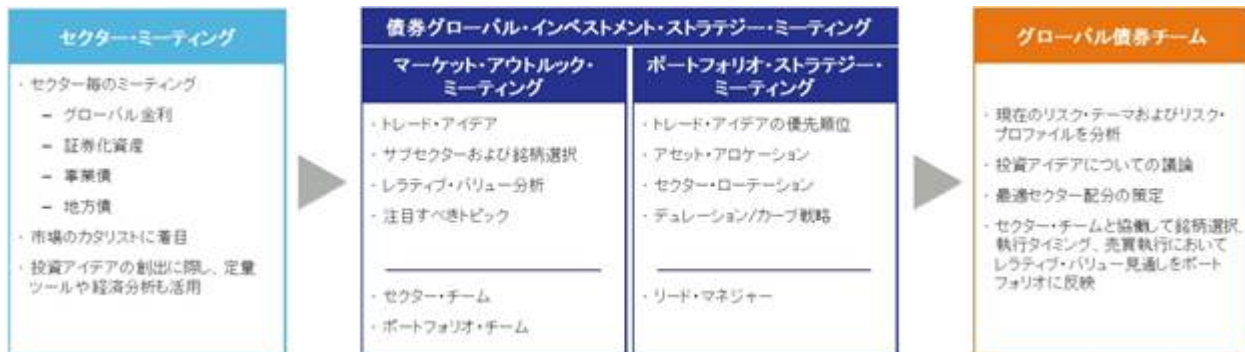 セクター・ミーティング
・セクター毎のミーティング
– グローバル金利
– 証券化資産
– 事業債
– 地方債
・市場のカタリストに着目
・投資アイデアの創出に際し、定量
ツールや経済分析も活用
債券グローバル・インベストメント・ストラテジー・ミーティング
マーケット・アウトルック・
ミーティング
・トレード・アイデア
・サブセクターおよび銘柄選択
・レラティブ・バリュー分析
・注目すべきトピック
・セクター・チーム
・ポートフォリオ・チーム
ポートフォリオ・ストラテジー・
ミーティング
・トレード・アイデアの優先順位
・アセット・アロケーション
・セクター・ローテーション
・デュレーション/カーブ戦略
・リード・マネジャー
グローバル債券チーム
・現在のリスク・テーマおよびリスク・
プロファイルを分析
・投資アイデアについての議論
・最適セクター配分の策定
・セクター・チームと協働して銘柄選択、
執行タイミング、売買執行において
レラティブ・バリュー見通しをポート
フォリオに反映